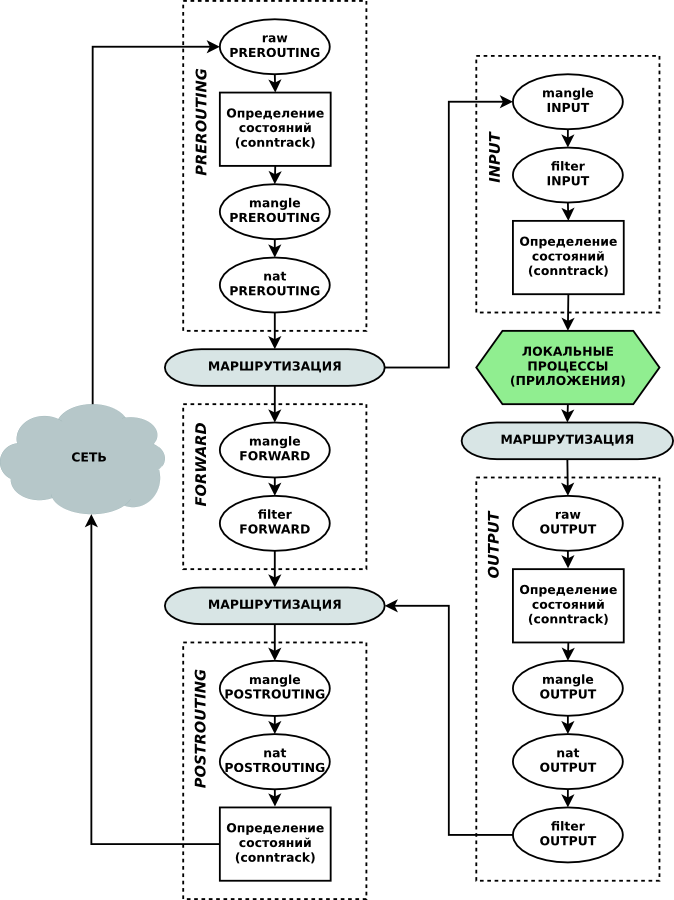 PREROUTING
raw
PREROUTING
Определение
состояний
(conntrack)
mangle
PREROUTING
nat
PREROUTING
МАРШРУТИЗАЦИЯ
INPUT
mangle
INPUT
filter
INPUT
Определение
состояний
(conntrack)
ЛОКАЛЬНЫЕ
ПРОЦЕССЫ
(ПРИЛОЖЕНИЯ)
МАРШРУТИЗАЦИЯ
СЕТЬ
FORWARD
mangle
FORWARD
filter
FORWARD
МАРШРУТИЗАЦИЯ
OUTPUT
raw
OUTPUT
Определение
состояний
(conntrack)
mangle
OUTPUT
nat
OUTPUT
filter
OUTPUT
POSTROUTING
mangle
POSTROUTING
nat
POSTROUTING
Определение
состояний
(conntrack)